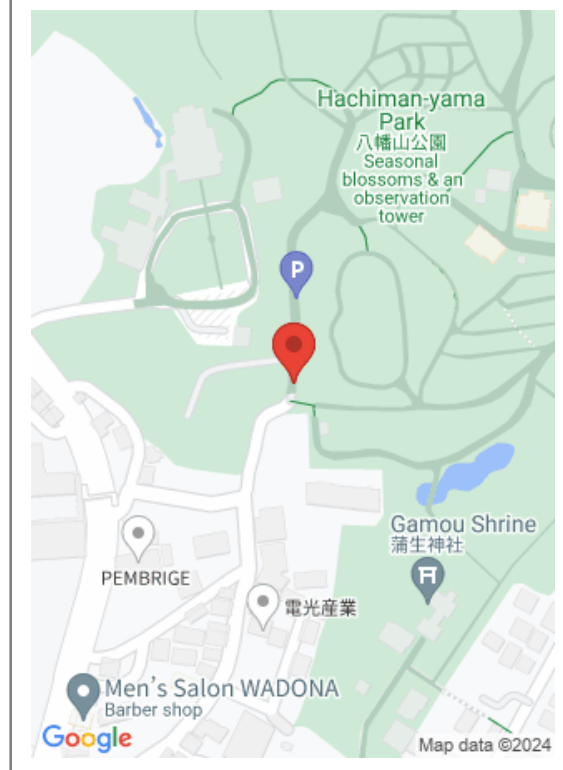 Hachiman-yama
Park
八幡山公園
Seasonal
blossoms & an
observation
tower
P
Gamou Shrine
蒲生神社
PEMBRIGE
電光産業
Men's Salon WADONA
Barber shop
Google
Map data ©2024